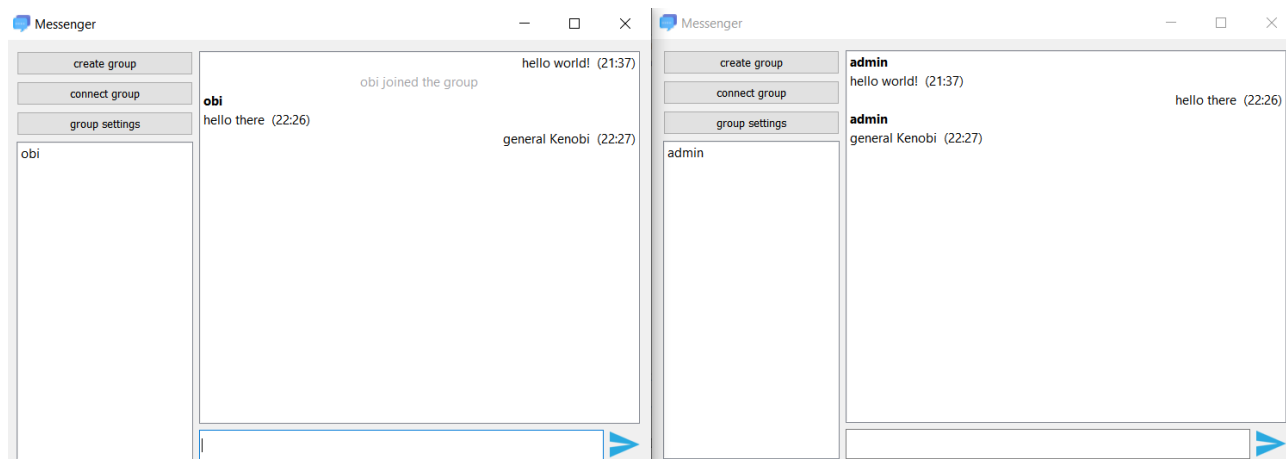 Messenger
create group
connect group
group settings
obi
hello world! (21:37)
obi joined the group
obi
hello there (22:26)
general Kenobi (22:27)
Messenger
create group
connect group
group settings
admin
admin
hello world! (21:37)
hello there (22:26)
admin
general Kenobi (22:27)